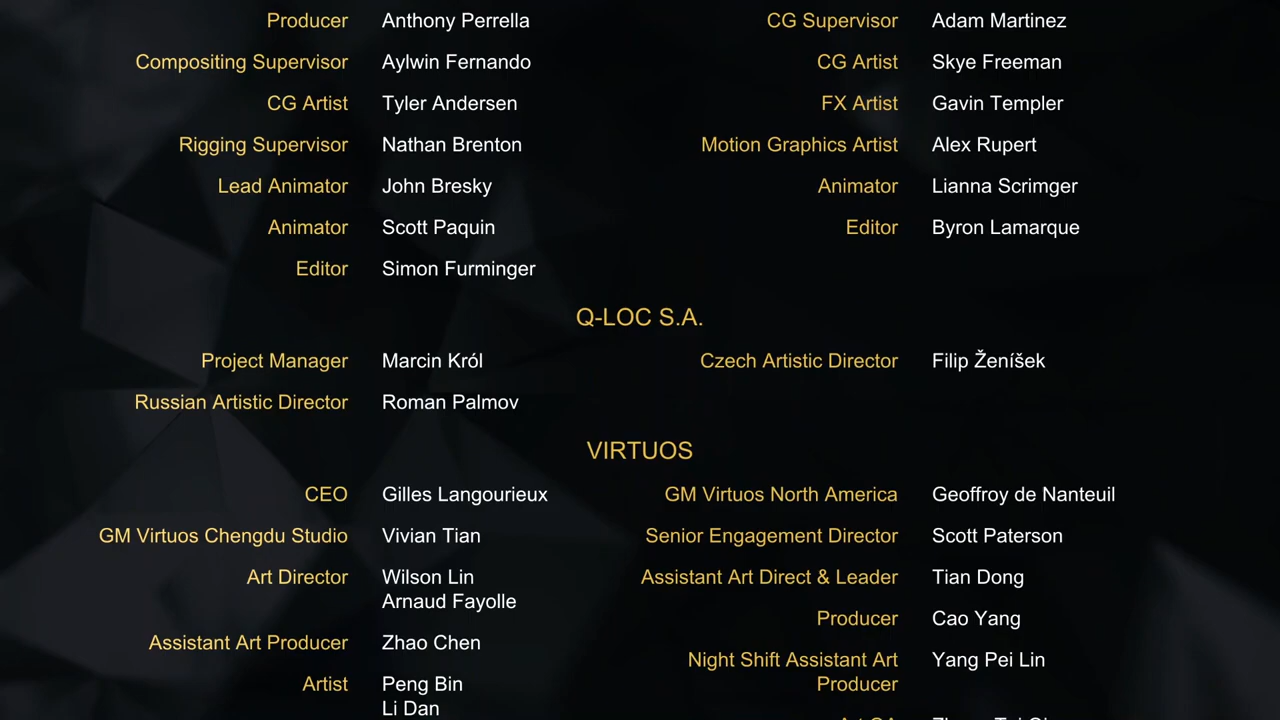 Producer Anthony Perrella
CG Supervisor Adam Martinez
Compositing Supervisor Aylwin Fernando
CG Artist Skye Freeman
CG Artist Tyler Andersen
FX Artist Gavin Templer
Rigging Supervisor Nathan Brenton
Motion Graphics Artist Alex Rupert
Lead Animator John Bresky
Animator Lianna Scrimger
Animator Scott Paquin
Editor Byron Lamarque
Editor Simon Furminger
Q-LOC S.A.
Project Manager Marcin Król
Czech Artistic Director Filip Ženíšek
Russian Artistic Director Roman Palmov
VIRTUOS
CEO Gilles Langourieux
GM Virtuos North America Geoffroy de Nanteuil
GM Virtuos Chengdu Studio Vivian Tian
Senior Engagement Director Scott Paterson
Art Director Wilson Lin
Arnaud Fayolle
Assistant Art Direct & Leader Tian Dong
Producer Cao Yang
Assistant Art Producer Zhao Chen
Night Shift Assistant Art Yang Pei Lin
Producer
Artist Peng Bin
Li Dan